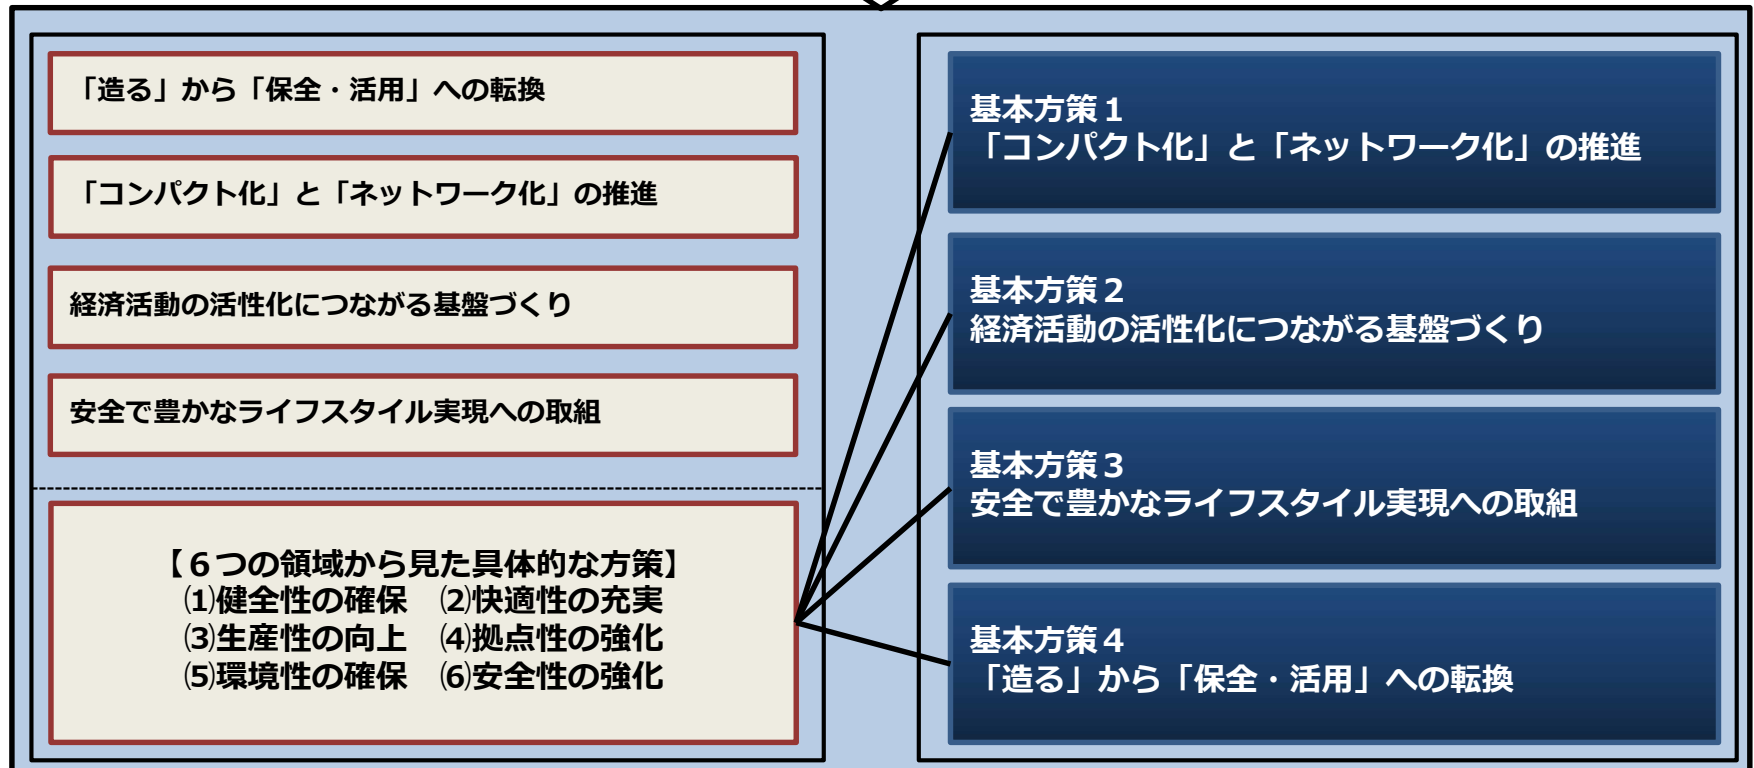 「造る」から「保全・活用」への転換
「コンパクト化」と「ネットワーク化」の推進
経済活動の活性化につながる基盤づくり
安全で豊かなライフスタイル実現への取組
【６つの領域から見た具体的な方策】
⑴健全性の確保　⑵快適性の充実
⑶生産性の向上　⑷拠点性の強化
⑸環境性の確保　⑹安全性の強化
基本方策１
「コンパクト化」と「ネットワーク化」の推進
基本方策２
経済活動の活性化につながる基盤づくり
基本方策３
安全で豊かなライフスタイル実現への取組
基本方策４
「造る」から「保全・活用」への転換